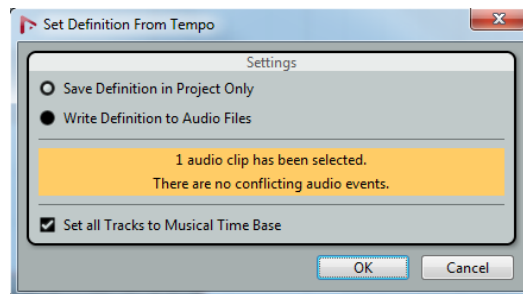 Set Definition From Tempo
Settings
Save Definition in Project Only
Write Definition to Audio Files
1 audio clip has been selected.
There are no conflicting audio events.
Set all Tracks to Musical Time Base
OK Cancel